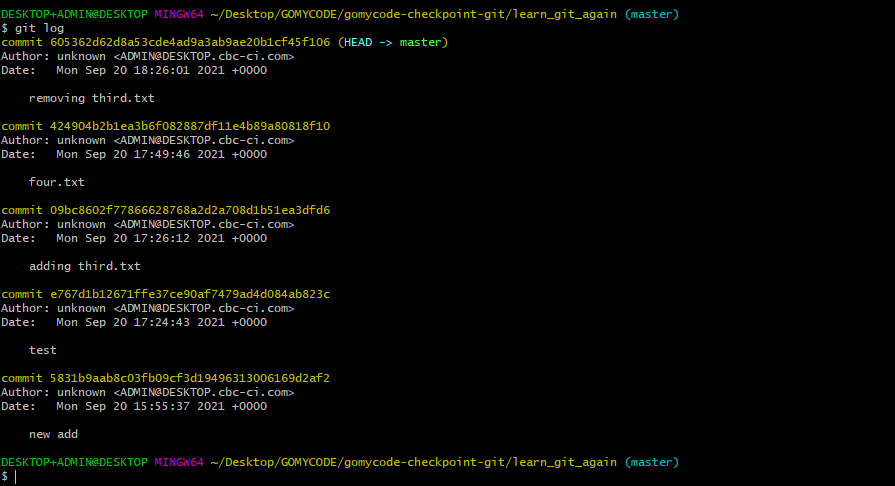 DESKTOP+ADMIN@DESKTOP MINGW64 ~/Desktop/GOMYCODE/gomycode-checkpoint-git/learn_git_again (master)
$ git log
commit 605362d62d8a53cde4ad9a3ab9ae20b1cf45f106 (HEAD -> master)
Author: unknown <ADMIN@DESKTOP.cbc-ci.com>
Date:   Mon Sep 20 18:26:01 2021 +0000
    removing third.txt
commit 424904b2b1ea3b6f082887df11e4b89a80818f10
Author: unknown <ADMIN@DESKTOP.cbc-ci.com>
Date:   Mon Sep 20 17:49:46 2021 +0000
    four.txt
commit 09bc8602f77866628768a2d2a708d1b51ea3dfd6
Author: unknown <ADMIN@DESKTOP.cbc-ci.com>
Date:   Mon Sep 20 17:26:12 2021 +0000
    adding third.txt
commit e767d1b12671ffe37ce90af7479ad4d084ab823c
Author: unknown <ADMIN@DESKTOP.cbc-ci.com>
Date:   Mon Sep 20 17:24:43 2021 +0000
    test
commit 5831b9aab8c03fb09cf3d19496313006169d2af2
Author: unknown <ADMIN@DESKTOP.cbc-ci.com>
Date:   Mon Sep 20 15:55:37 2021 +0000
    new add
DESKTOP+ADMIN@DESKTOP MINGW64 ~/Desktop/GOMYCODE/gomycode-checkpoint-git/learn_git_again (master)
$